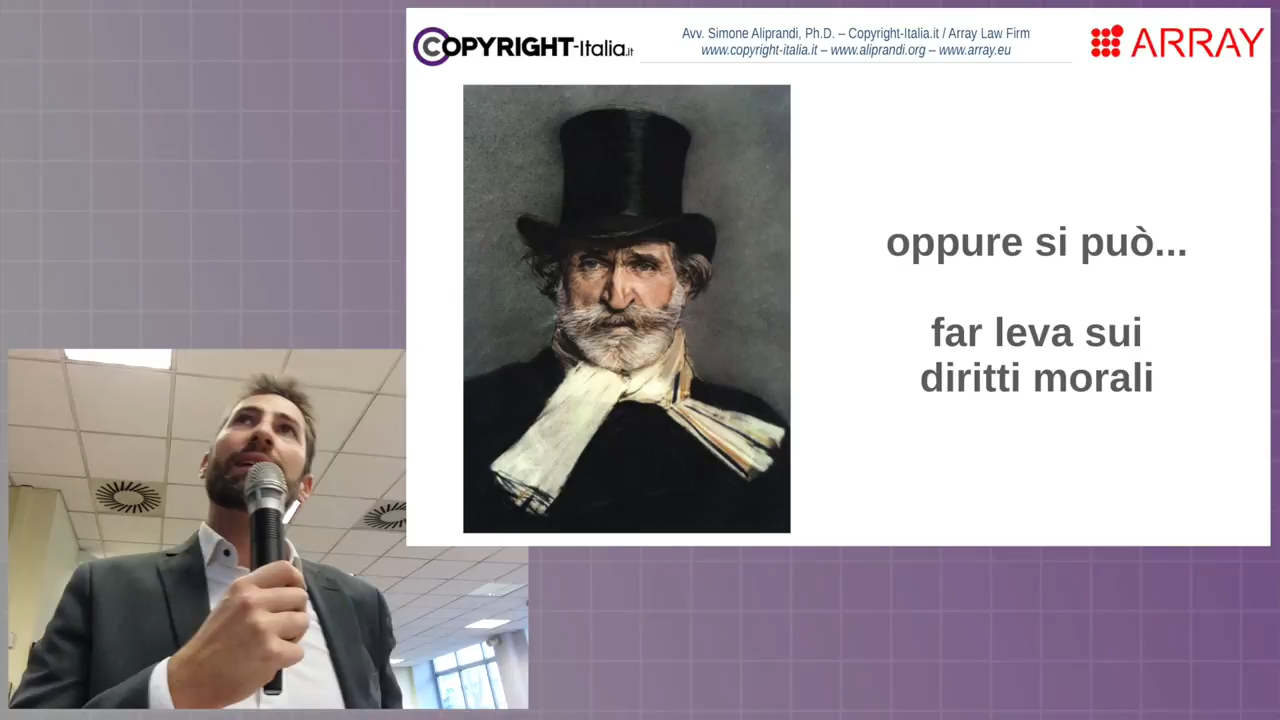 COPYRIGHT-Italia.it
Avv. Simone Aliprandi, Ph.D. – Copyright-Italia.it / Array Law Firm
www.copyright-italia.it – www.aliprandi.org – www.array.eu
ARRAY
oppure si può...
far leva sui
diritti morali